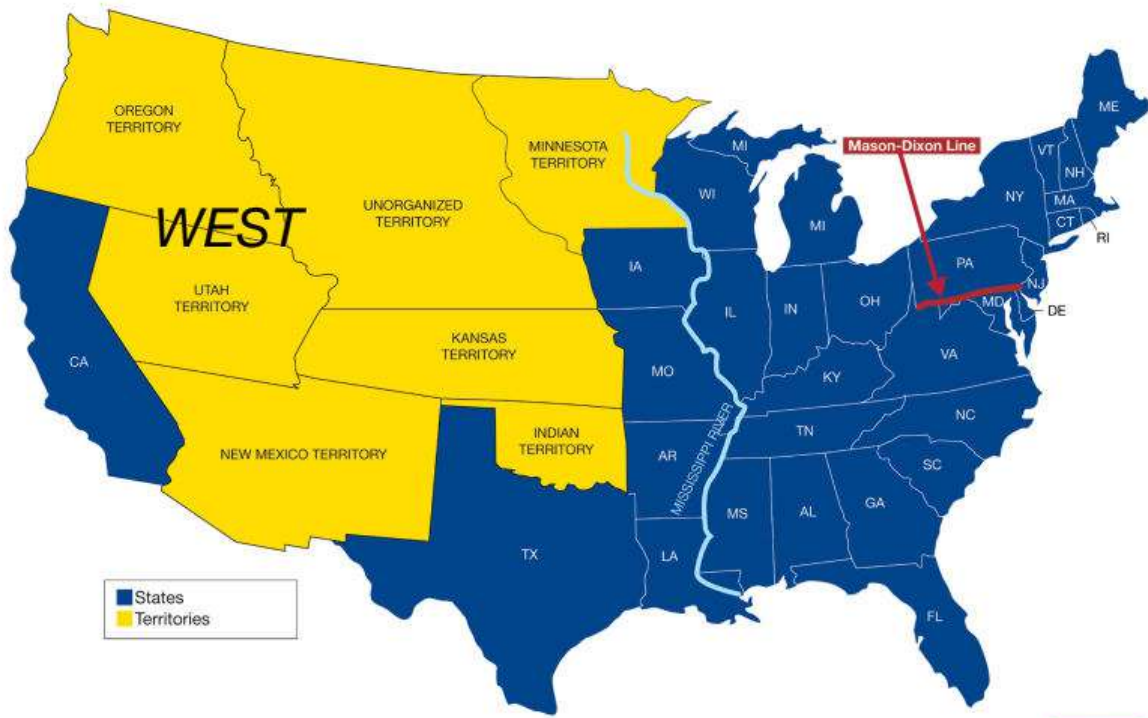 OREGON
TERRITORY
WEST
UNORGANIZED
TERRITORY
MINNESOTA
TERRITORY
UTAH
TERRITORY
KANSAS
TERRITORY
NEW MEXICO TERRITORY
INDIAN
TERRITORY
Mason-Dixon Line
MISSISSIPPI RIVER
ME
VT
NH
MA
CT
RI
NY
MI
WI
MI
PA
NJ
MD
DE
IA
IL
IN
OH
VA
CA
MO
KY
NC
TN
AR
SC
MS
AL
GA
TX
LA
FL
States
Territories